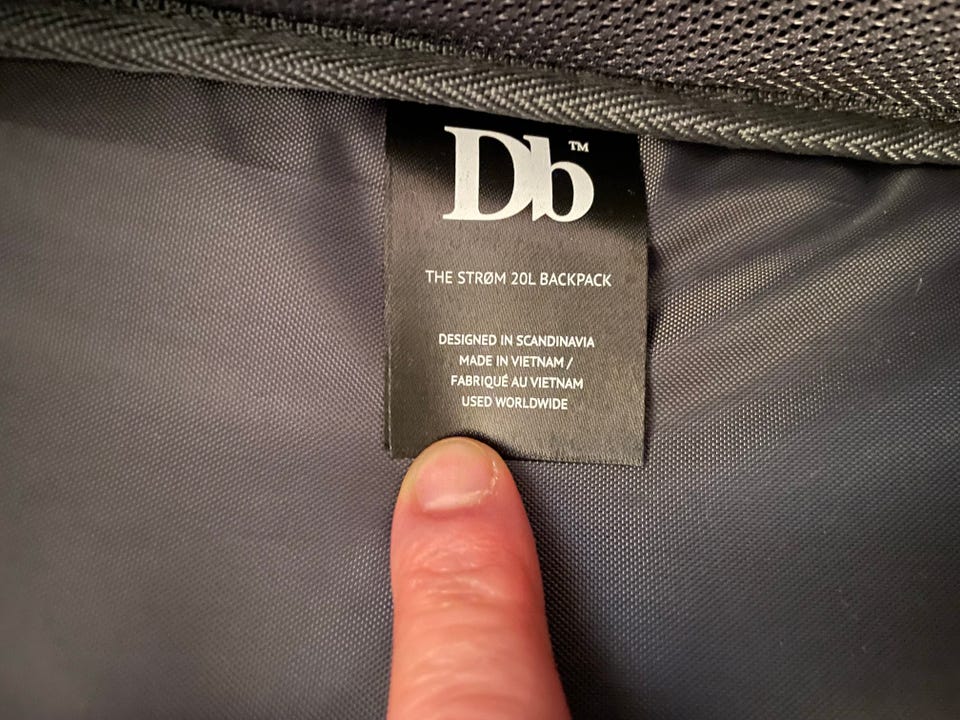 Db™
THE STRØM 20L BACKPACK
DESIGNED IN SCANDINAVIA
MADE IN VIETNAM /
FABRIQUÉ AU VIETNAM
USED WORLDWIDE